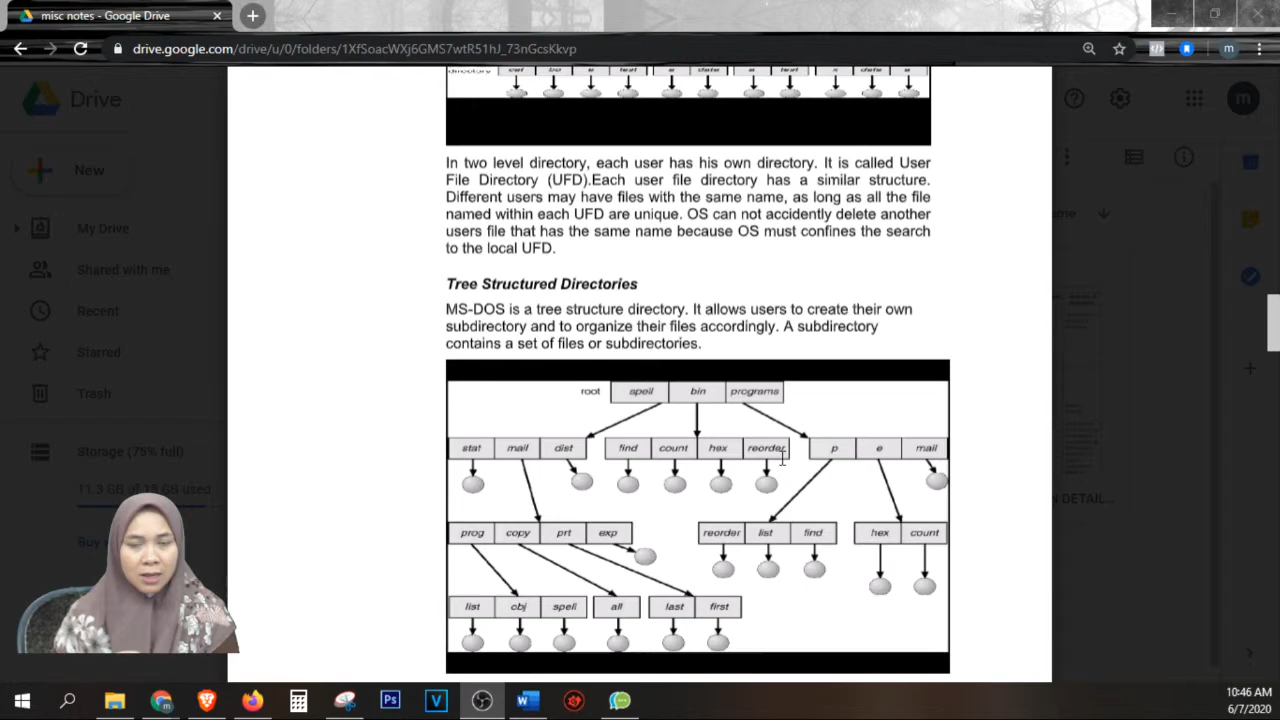 misc notes - Google Drive
drive.google.com/drive/u/0/folders/1XfSoacWXj6GMS7wtR51hJ_73nGcsKkvp
Drive
New
My Drive
Shared with me
Recent
Starred
Trash
Storage (75% full)
11.3 GB of 15 GB used
directory
In two level directory, each user has his own directory. It is called User
File Directory (UFD).Each user file directory has a similar structure.
Different users may have files with the same name, as long as all the file
named within each UFD are unique. OS can not accidently delete another
users file that has the same name because OS must confines the search
to the local UFD.
Tree Structured Directories
MS-DOS is a tree structure directory. It allows users to create their own
subdirectory and to organize their files accordingly. A subdirectory
contains a set of files or subdirectories.
root spell bin programs
stat mail dist find count hex reorder p e mail
prog copy prt exp reorder list find hex count
list obj spell all last first
m
m
10:46 AM
6/7/2020